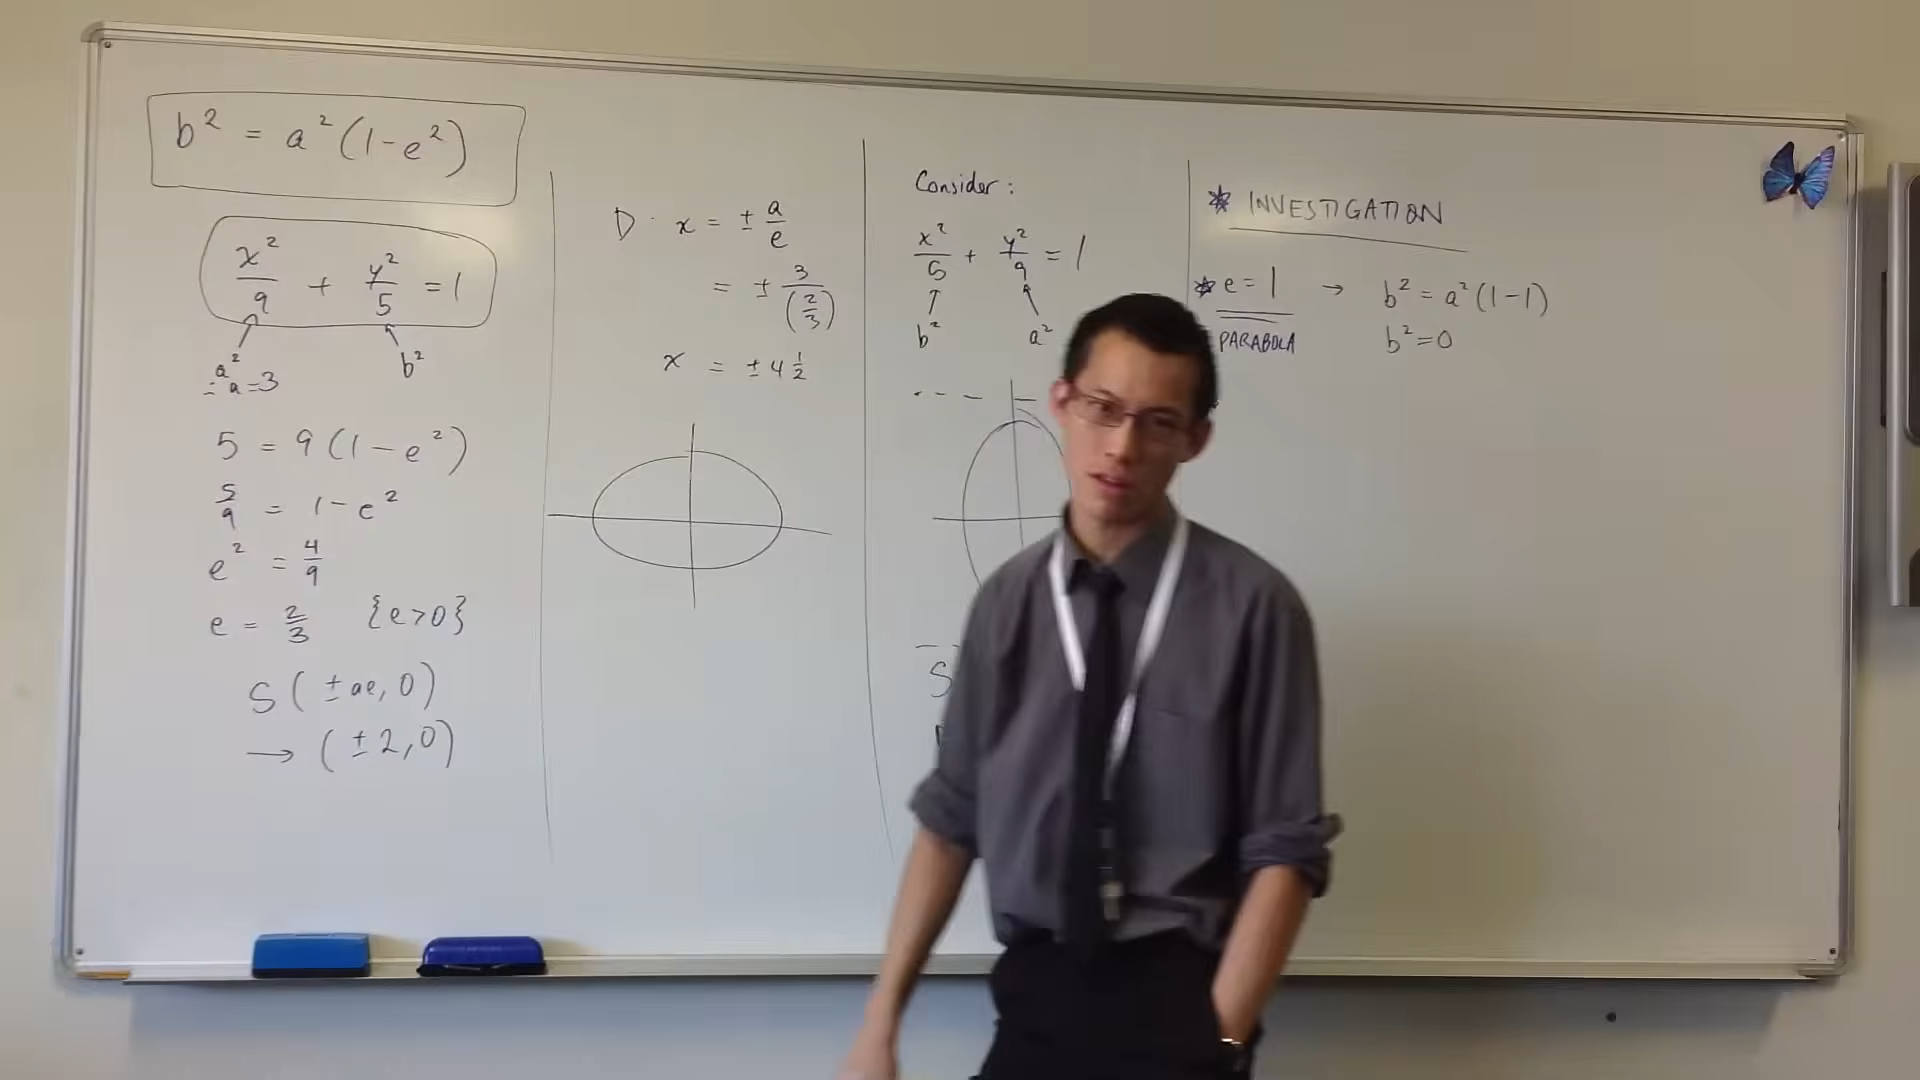 b² = a²(1-e²)
x²/9 + y²/5 = 1
a² b²
∴ a=3
5 = 9(1-e²)
5/9 = 1-e²
e² = 4/9
e = 2/3 {e>0}
S(±ae, 0)
→ (±2, 0)
D: x = ± a/e
= ± 3/(2/3)
x = ±4 1/2
Consider:
x²/5 + y²/9 = 1
b² a²
S
* INVESTIGATION
* e = 1 → b² = a²(1-1)
PARABOLA b²=0